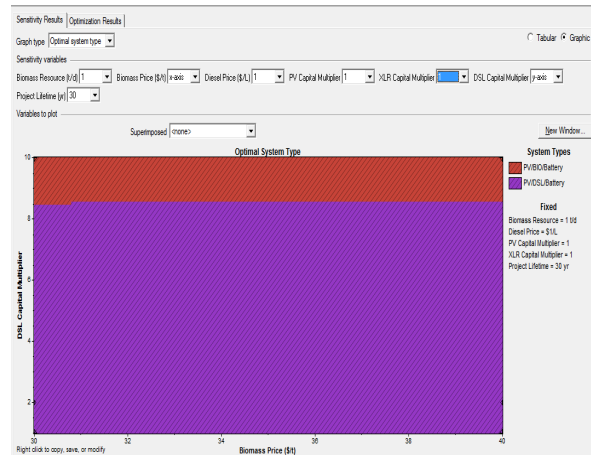 Sensitivity Results Optimization Results
Graph type Optimal system type Tabular Graphic
Sensitivity variables
Biomass Resource (t/d) 1 Biomass Price ($/t) x-axis Diesel Price ($/L) 1 PV Capital Multiplier 1 XLR Capital Multiplier 1 DSL Capital Multiplier y-axis
Project Lifetime (yr) 30
Variables to plot
Superimposed <none> New Window...
Optimal System Type
System Types
PV/BIO/Battery
PV/DSL/Battery
Fixed
Biomass Resource = 1 t/d
Diesel Price = $1/L
PV Capital Multiplier = 1
XLR Capital Multiplier = 1
Project Lifetime = 30 yr
DSL Capital Multiplier
10
8
6
4
2
30 32 34 36 38 40
Biomass Price ($/t)
Right click to copy, save, or modify